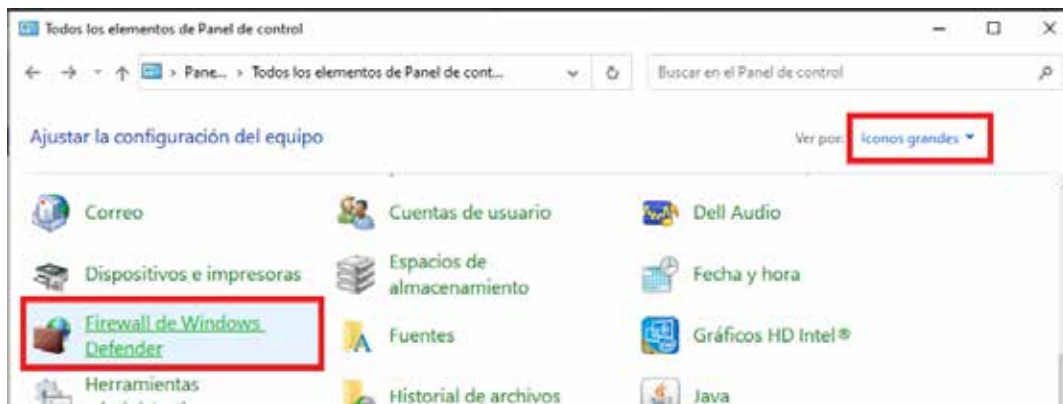 Todos los elementos de Panel de control
Pane... › Todos los elementos de Panel de cont...
Buscar en el Panel de control
Ajustar la configuración del equipo
Ver por: Iconos grandes
Correo
Cuentas de usuario
Dell Audio
Dispositivos e impresoras
Espacios de
almacenamiento
Fecha y hora
Firewall de Windows
Defender
Fuentes
Gráficos HD Intel®
Herramientas
Historial de archivos
Java